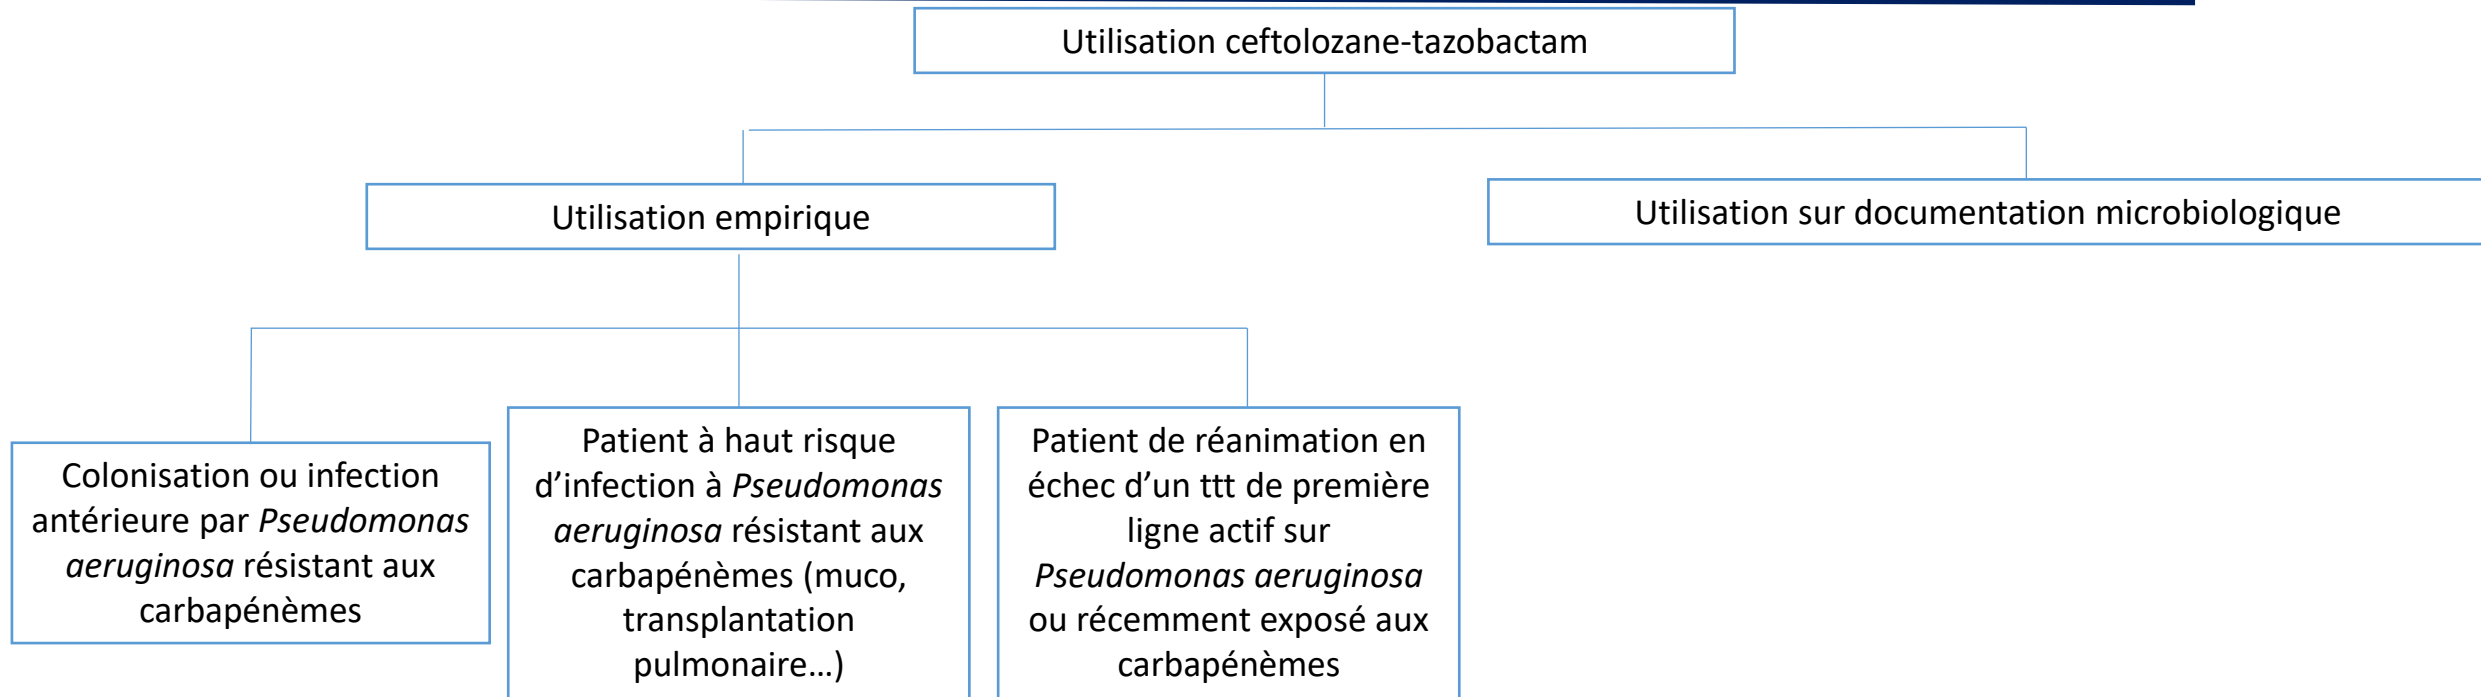 Utilisation ceftolozane-tazobactam
Utilisation empirique
Utilisation sur documentation microbiologique
Colonisation ou infection
antérieure par Pseudomonas
aeruginosa résistant aux
carbapénèmes
Patient à haut risque
d’infection à Pseudomonas
aeruginosa résistant aux
carbapénèmes (muco,
transplantation
pulmonaire…)
Patient de réanimation en
échec d’un ttt de première
ligne actif sur
Pseudomonas aeruginosa
ou récemment exposé aux
carbapénèmes